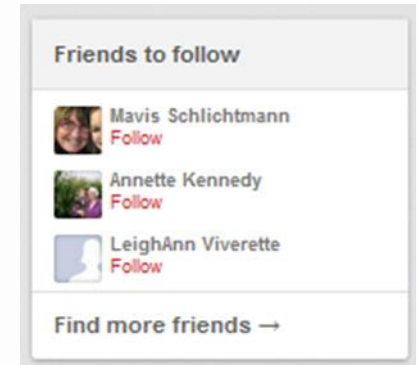 Friends to follow
Mavis Schlichtmann
Follow
Annette Kennedy
Follow
LeighAnn Viverette
Follow
Find more friends →